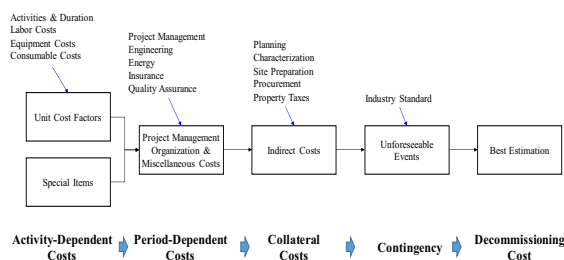 Activities & Duration
Labor Costs
Equipment Costs
Consumable Costs
Project Management
Engineering
Energy
Insurance
Quality Assurance
Planning
Characterization
Site Preparation
Procurement
Property Taxes
Industry Standard
Unit Cost Factors
Special Items
Project Management
Organization &
Miscellaneous Costs
Indirect Costs
Unforeseeable
Events
Best Estimation
Activity-Dependent
Costs
Period-Dependent
Costs
Collateral
Costs
Contingency
Decommissioning
Cost